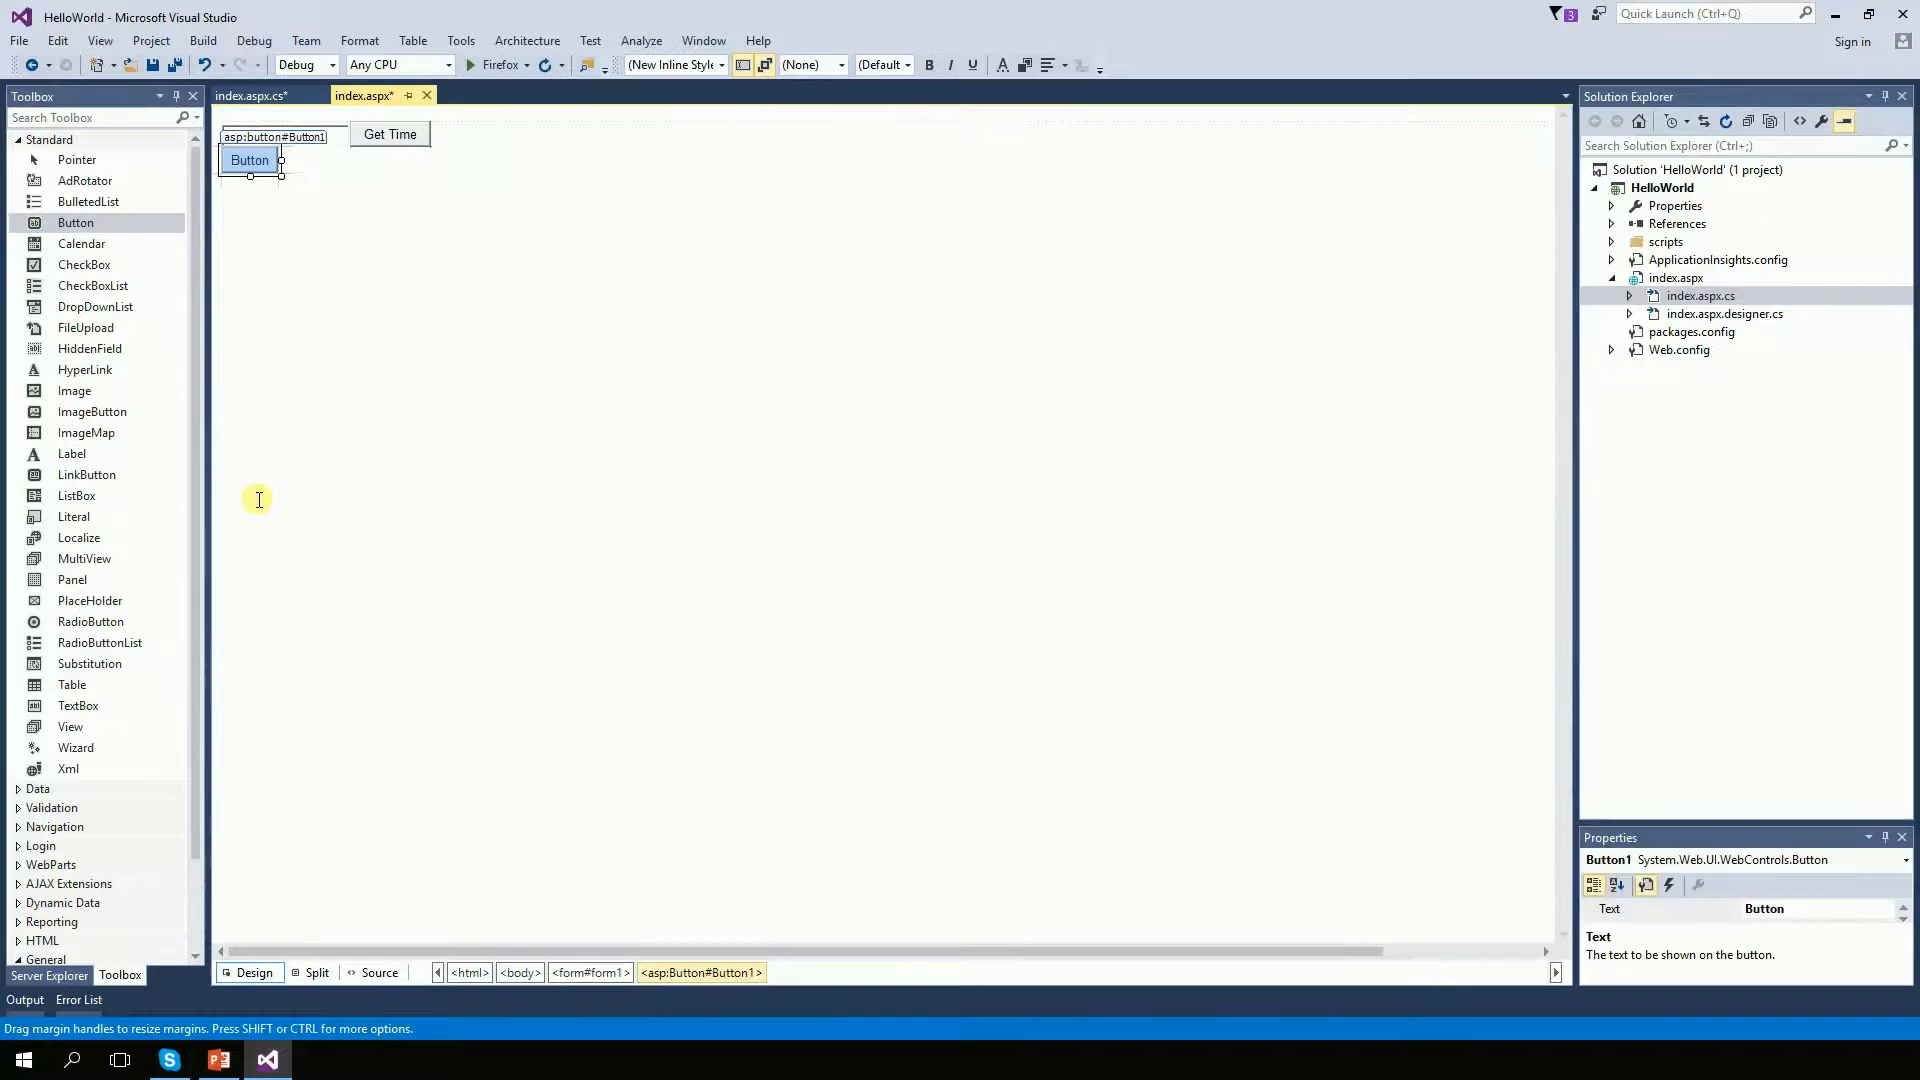 HelloWorld - Microsoft Visual Studio
3
Quick Launch (Ctrl+Q)
File Edit View Project Build Debug Team Format Table Tools Architecture Test Analyze Window Help
Sign in
Debug Any CPU Firefox (New Inline Style (None) (Default B I U A
Toolbox
index.aspx.cs* index.aspx*
Solution Explorer
Search Toolbox
Standard
Pointer
AdRotator
BulletedList
Button
Calendar
CheckBox
CheckBoxList
DropDownList
FileUpload
HiddenField
HyperLink
Image
ImageButton
ImageMap
Label
LinkButton
ListBox
Literal
Localize
MultiView
Panel
PlaceHolder
RadioButton
RadioButtonList
Substitution
Table
TextBox
View
Wizard
Xml
Data
Validation
Navigation
Login
WebParts
AJAX Extensions
Dynamic Data
Reporting
HTML
General
Server Explorer Toolbox
asp:button#Button1
Get Time
Button
Design Split Source <html> <body> <form#form1> <asp:Button#Button1>
Search Solution Explorer (Ctrl+;)
Solution 'HelloWorld' (1 project)
HelloWorld
Properties
References
scripts
ApplicationInsights.config
index.aspx
index.aspx.cs
index.aspx.designer.cs
packages.config
Web.config
Properties
Button1 System.Web.UI.WebControls.Button
Text Button
Text
The text to be shown on the button.
Output Error List
Drag margin handles to resize margins. Press SHIFT or CTRL for more options.